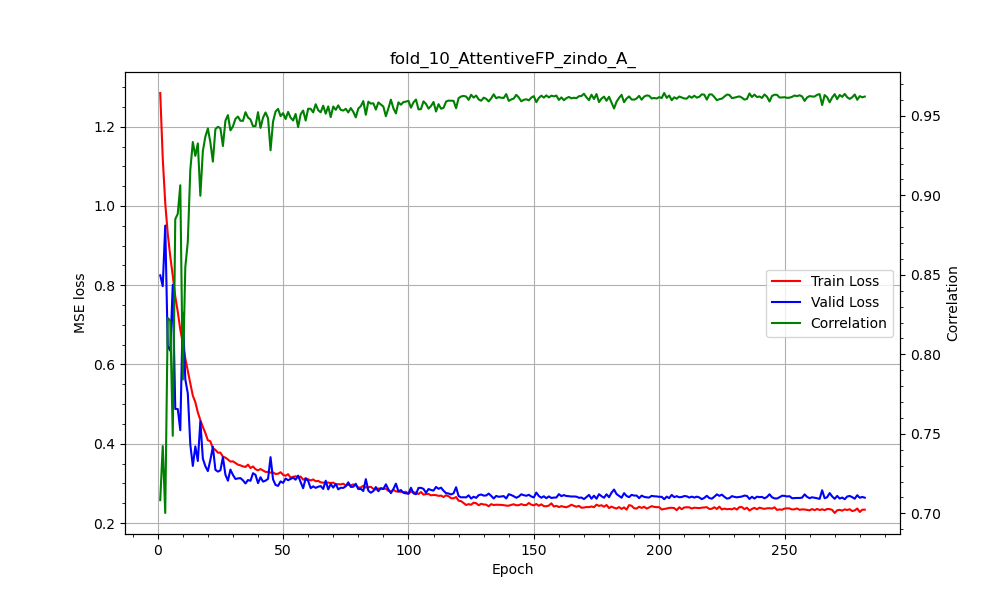 fold_10_AttentiveFP_zindo_A_
MSE loss
1.2
1.0
0.8
0.6
0.4
0.2
0.95
0.90
0.85
0.80
0.75
0.70
Correlation
Train Loss
Valid Loss
Correlation
0 50 100 150 200 250
Epoch